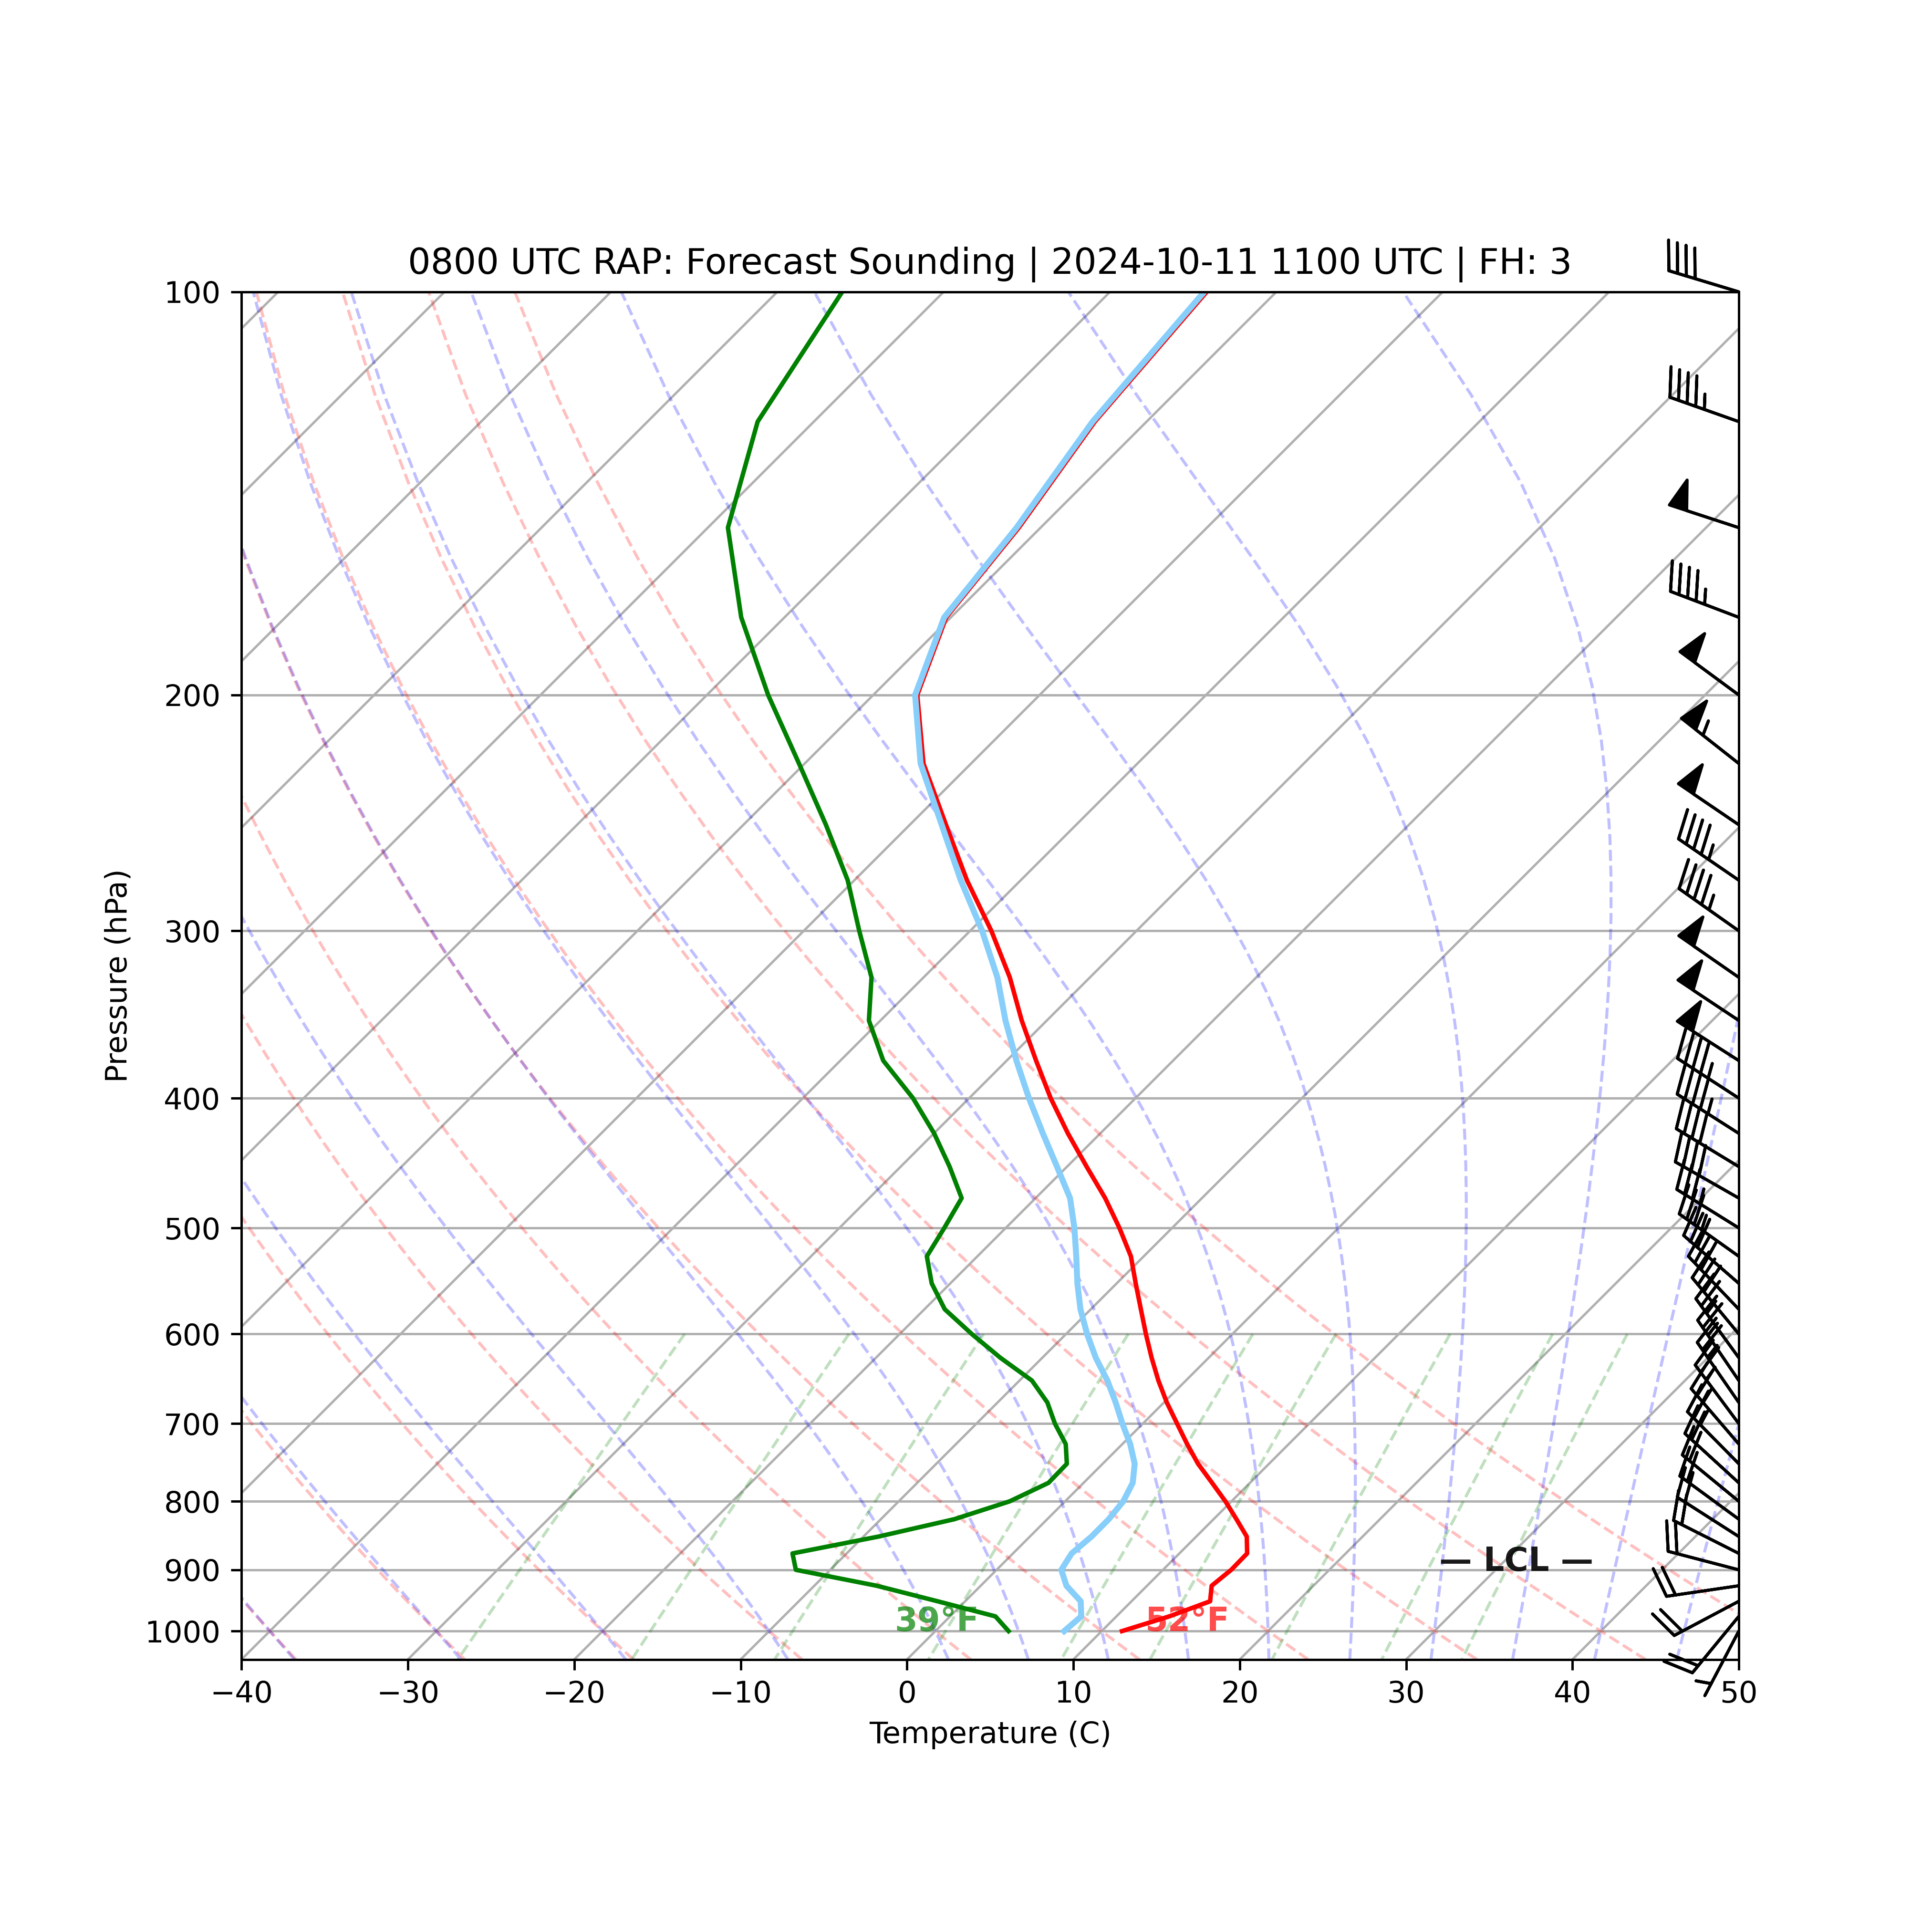 0800 UTC RAP: Forecast Sounding | 2024-10-11 1100 UTC | FH: 3
100
200
300
400
500
600
700
800
900
1000
Pressure (hPa)
— LCL —
39°F
52°F
−40 −30 −20 −10 0 10 20 30 40 50
Temperature (C)